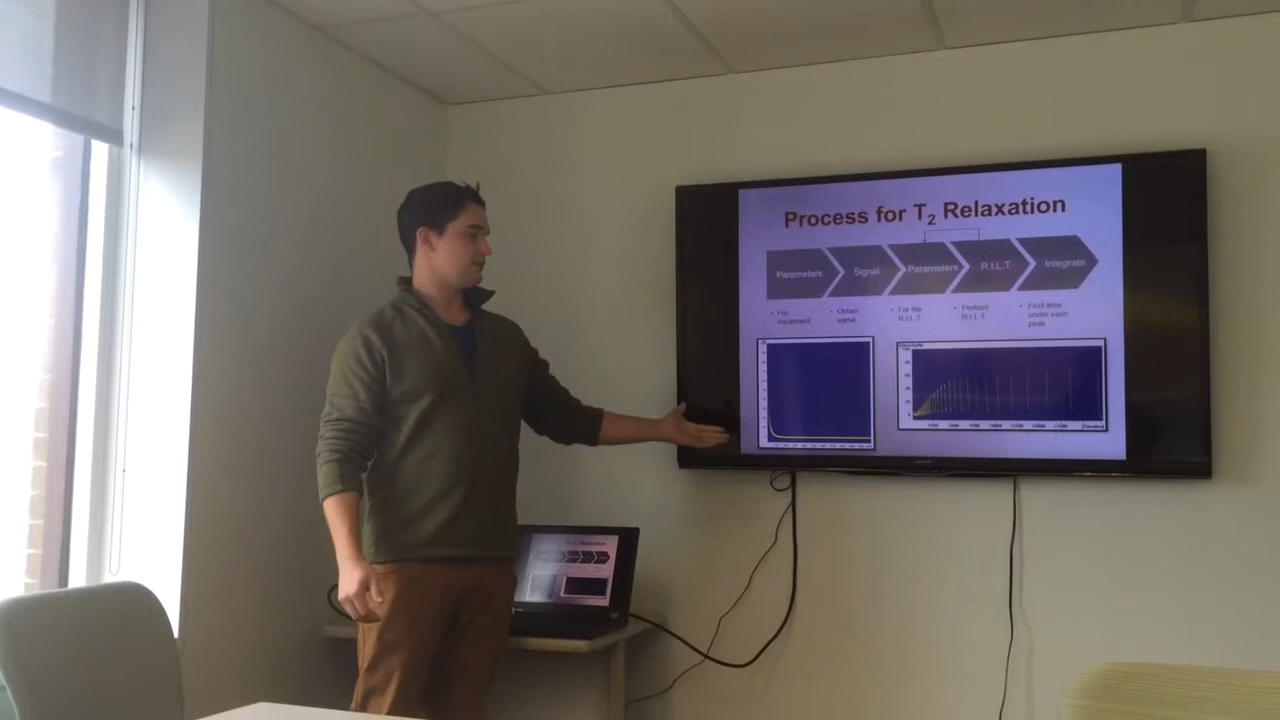 Process for T₂ Relaxation
Parameters
Signal
Paramaters
R.I.L.T.
Integrate
• For
equipment
• Obtain
signal
• For the
R.I.L.T.
• Perform
R.I.L.T.
• Find area
under each
peak